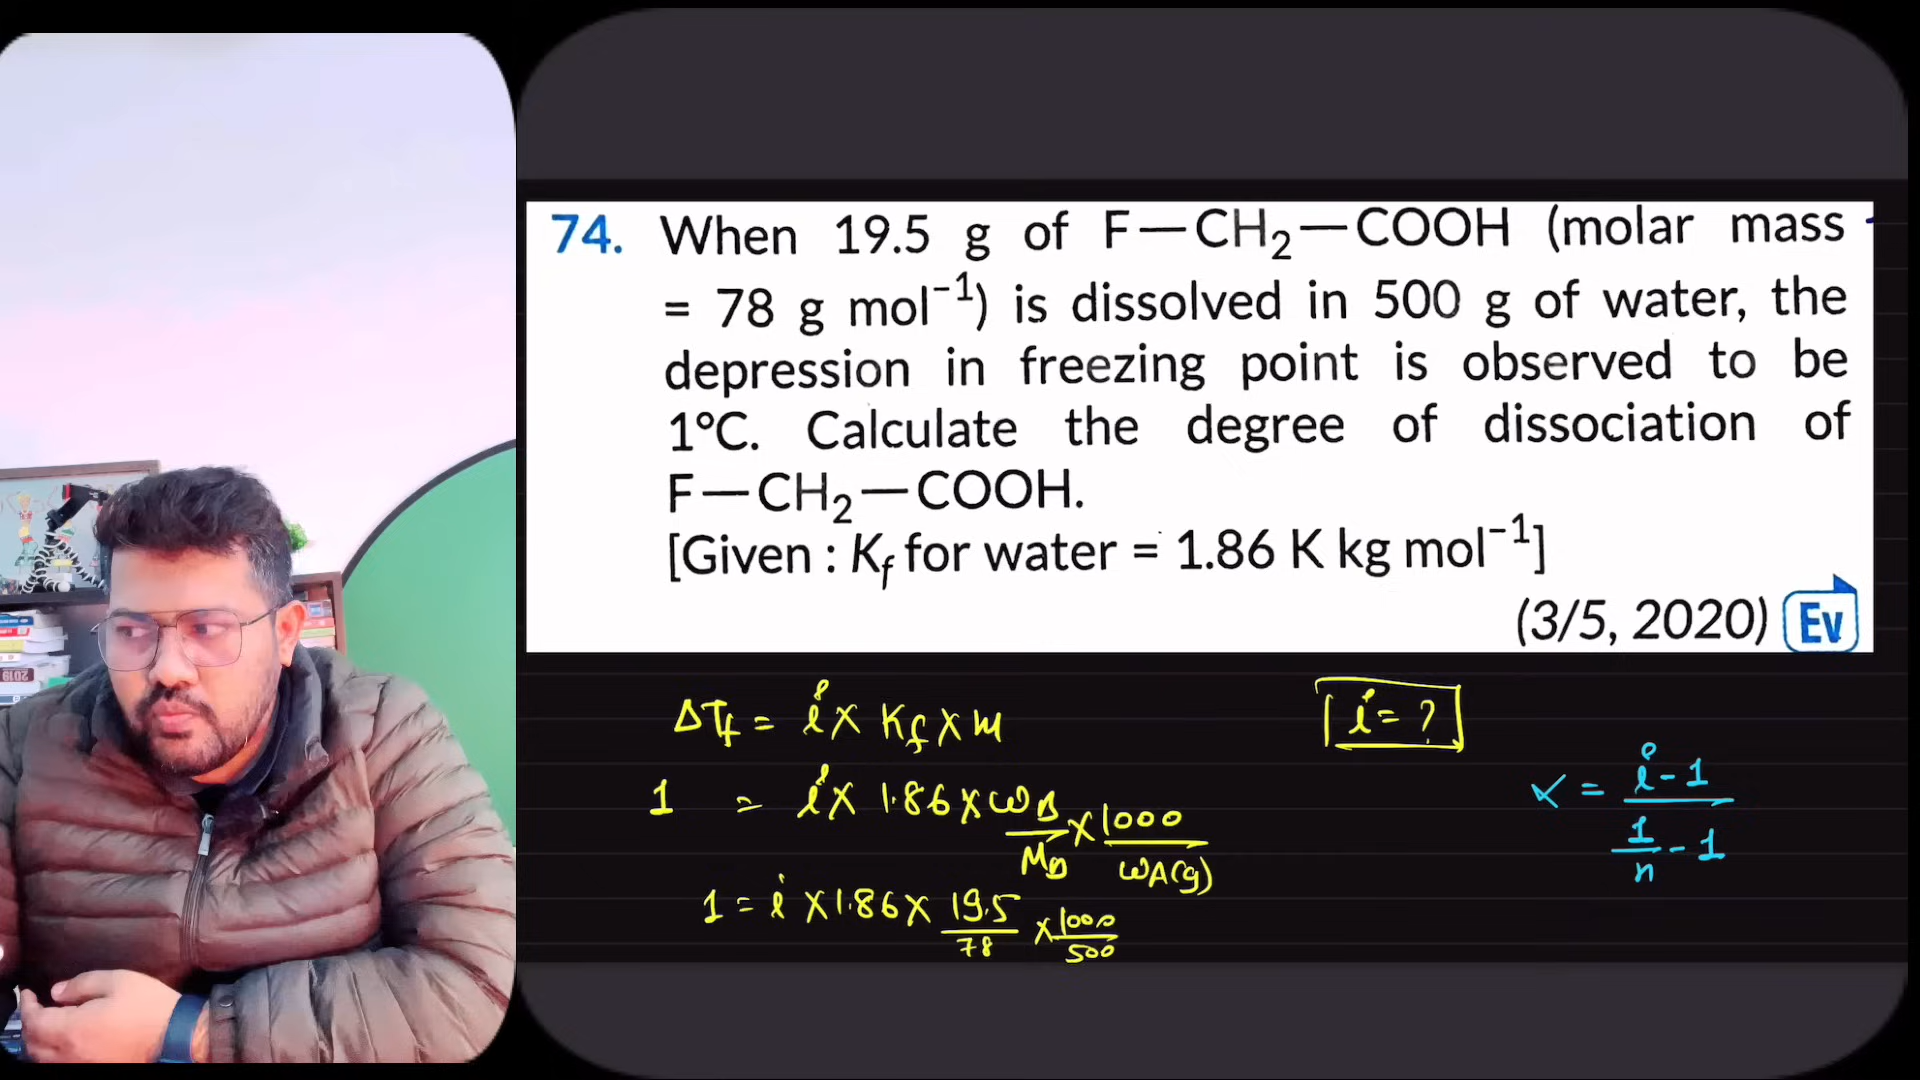 74. When 19.5 g of F—CH₂—COOH (molar mass
= 78 g mol⁻¹) is dissolved in 500 g of water, the
depression in freezing point is observed to be
1°C. Calculate the degree of dissociation of
F—CH₂—COOH.
[Given : Kf for water = 1.86 K kg mol⁻¹]
(3/5, 2020) Ev
ΔTf = i × Kf × m
i = ?
1 = i × 1.86 × WB/MB × 1000/WA(g)
α = (i - 1)/(1/n - 1)
1 = i × 1.86 × 19.5/78 × 1000/500
2019